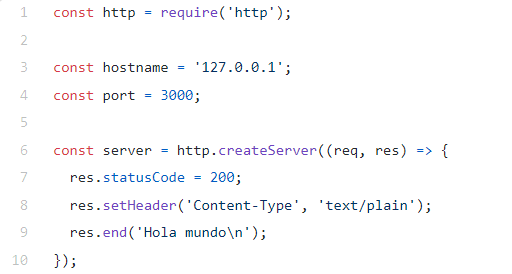 1 const http = require('http');
2
3 const hostname = '127.0.0.1';
4 const port = 3000;
5
6 const server = http.createServer((req, res) => {
7   res.statusCode = 200;
8   res.setHeader('Content-Type', 'text/plain');
9   res.end('Hola mundo\n');
10 });